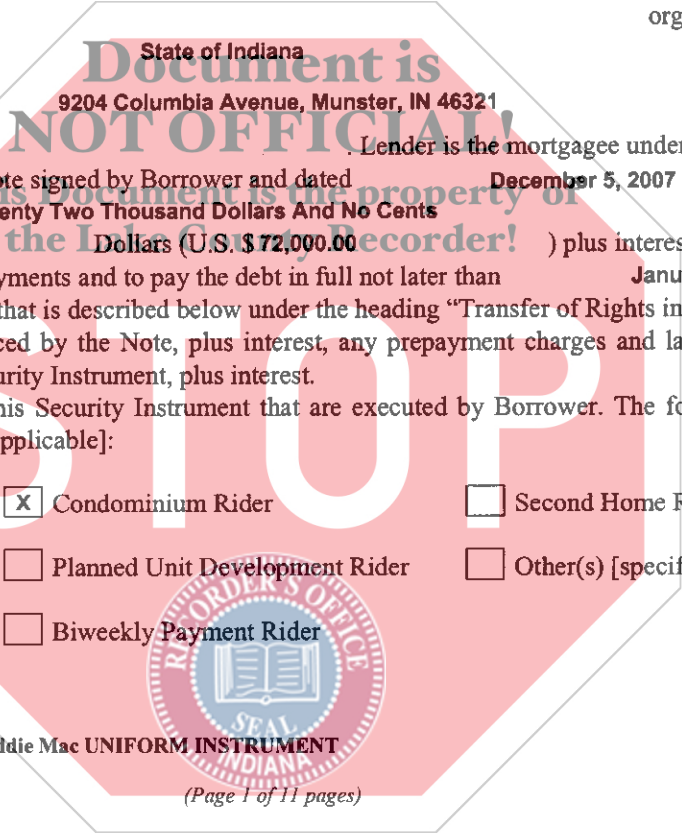 org
State of Indiana
Document is
9204 Columbia Avenue, Munster, IN 46321
NOT OFFICIAL!
. Lender is the mortgagee under
te signed by Borrower and dated December 5, 2007
is Document is the property of
enty Two Thousand Dollars And No Cents
the Lake County Recorder!
Dollars (U.S. $ 72,000.00 ) plus interes
yments and to pay the debt in full not later than Janu
that is described below under the heading “Transfer of Rights in
ced by the Note, plus interest, any prepayment charges and la
urity Instrument, plus interest.
his Security Instrument that are executed by Borrower. The fo
pplicable]:
STOP
X Condominium Rider Second Home R
Planned Unit Development Rider Other(s) [specif
Biweekly Payment Rider
RECORDER'S OFFICE
SEAL
INDIANA
ddie Mac UNIFORM INSTRUMENT
(Page 1 of 11 pages)